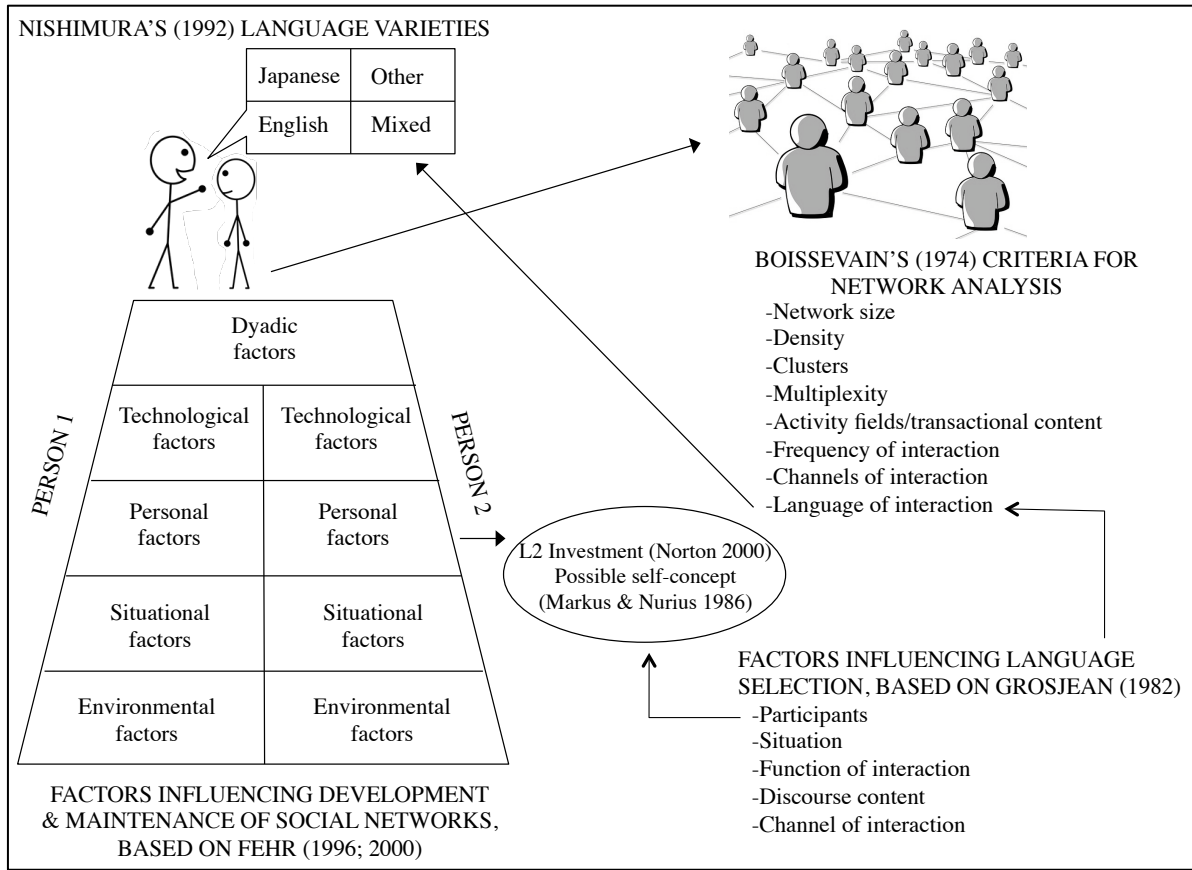 NISHIMURA'S (1992) LANGUAGE VARIETIES
Japanese
Other
English
Mixed
Dyadic
factors
Technological
factors
Technological
factors
Personal
factors
Personal
factors
Situational
factors
Situational
factors
Environmental
factors
Environmental
factors
PERSON 1
PERSON 2
FACTORS INFLUENCING DEVELOPMENT
& MAINTENANCE OF SOCIAL NETWORKS,
BASED ON FEHR (1996; 2000)
L2 Investment (Norton 2000)
Possible self-concept
(Markus & Nurius 1986)
BOISSEVAIN'S (1974) CRITERIA FOR
NETWORK ANALYSIS
-Network size
-Density
-Clusters
-Multiplexity
-Activity fields/transactional content
-Frequency of interaction
-Channels of interaction
-Language of interaction
FACTORS INFLUENCING LANGUAGE
SELECTION, BASED ON GROSJEAN (1982)
-Participants
-Situation
-Function of interaction
-Discourse content
-Channel of interaction